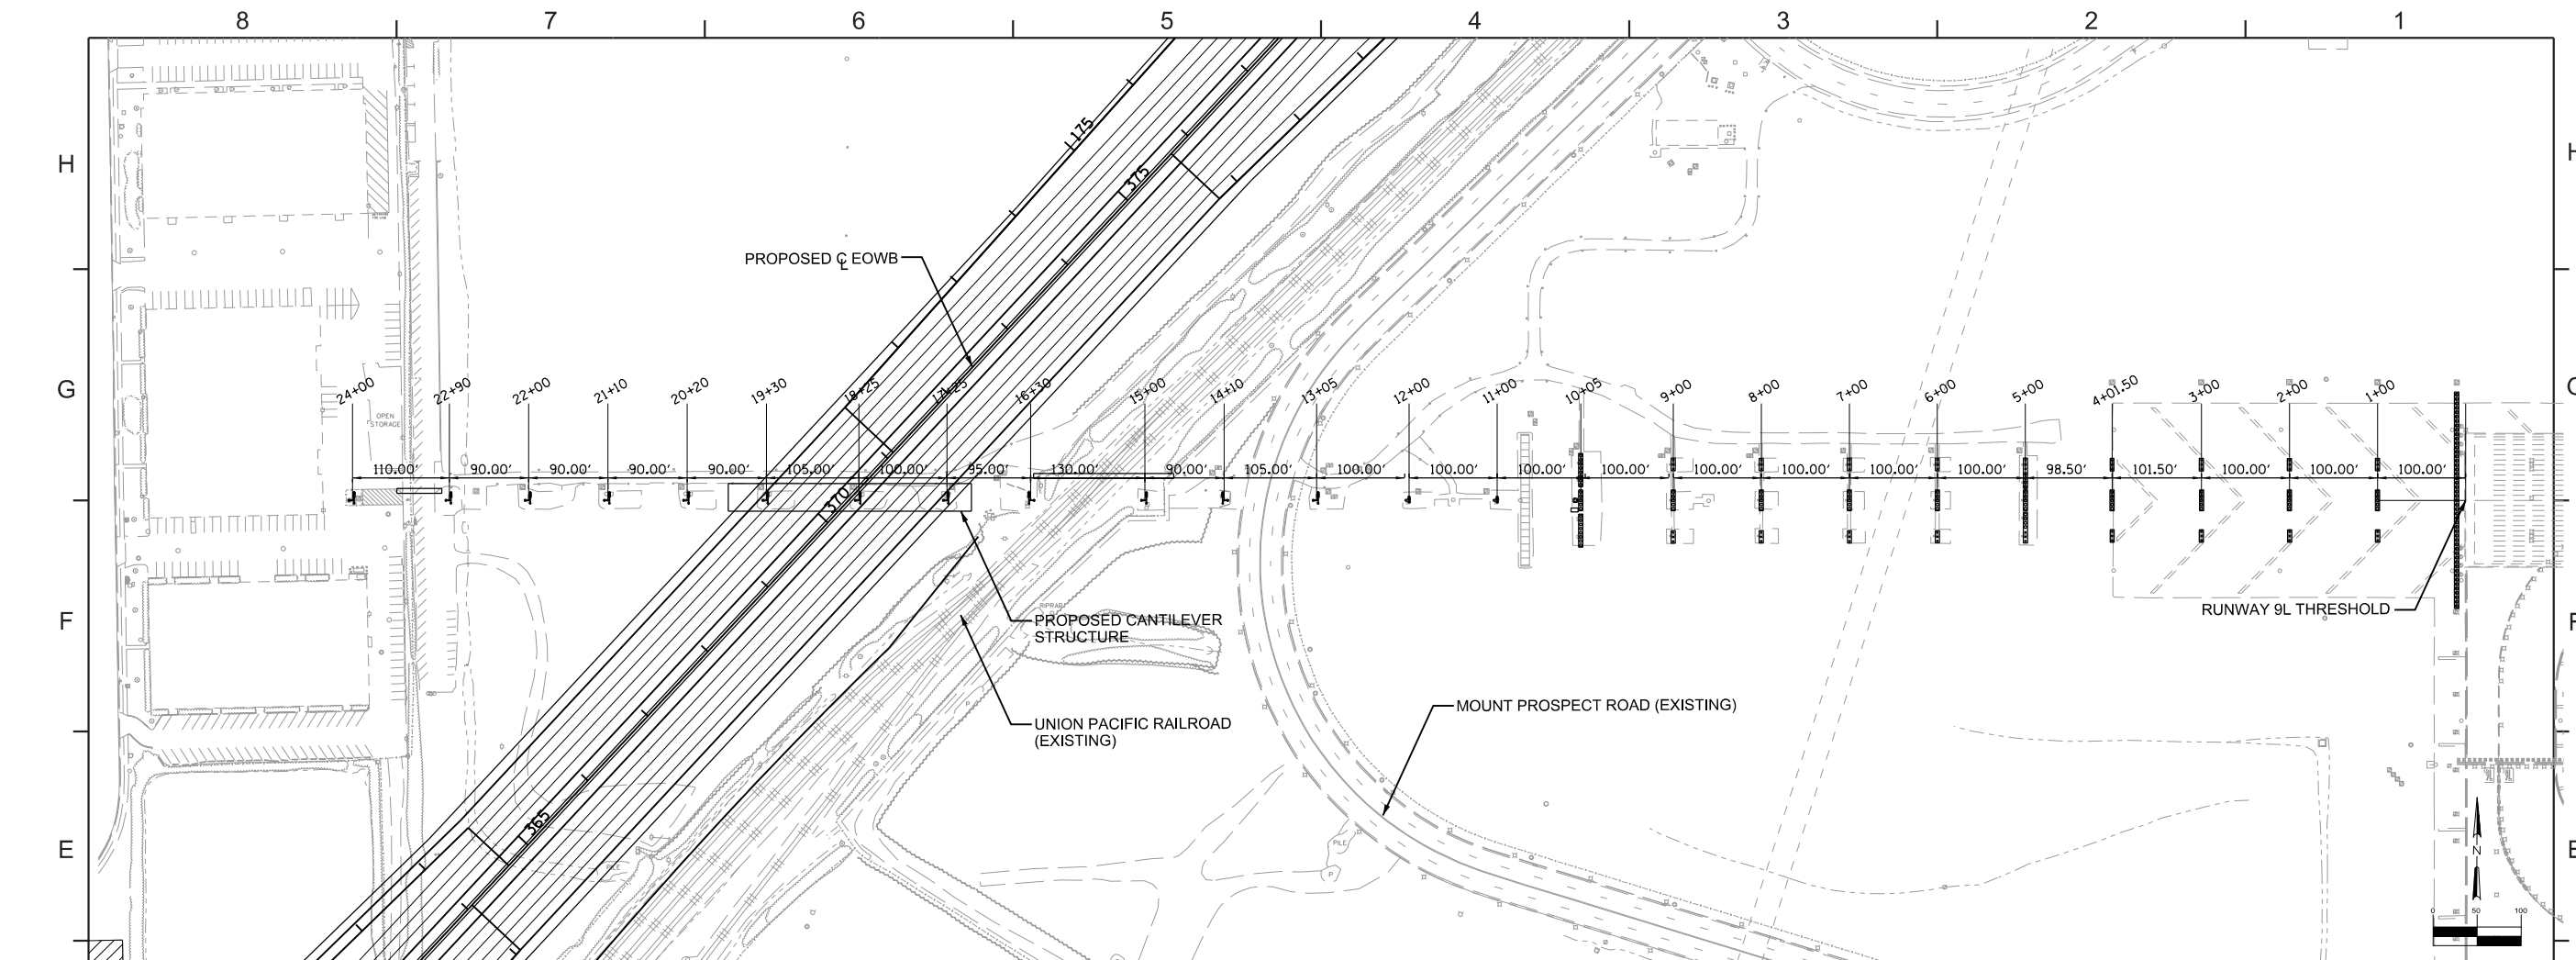 8 7 6 5 4 3 2 1
H
175
375
PROPOSED ℄ EOWB
G
24+00 22+90 22+00 21+10 20+20 19+30 18+25 17+25 16+30 15+00 14+10 13+05 12+00 11+00 10+05 9+00 8+00 7+00 6+00 5+00 4+01.50 3+00 2+00 1+00
OPEN
STORAGE
110.00' 90.00' 90.00' 90.00' 90.00' 105.00' 100.00' 95.00' 130.00' 90.00' 105.00' 100.00' 100.00' 100.00' 100.00' 100.00' 100.00' 100.00' 100.00' 98.50' 101.50' 100.00' 100.00' 100.00'
370
F
RIPRAP
PROPOSED CANTILEVER
STRUCTURE
RUNWAY 9L THRESHOLD
UNION PACIFIC RAILROAD
(EXISTING)
MOUNT PROSPECT ROAD (EXISTING)
365
E
PILE
PILE
P
P
N
0 50 100